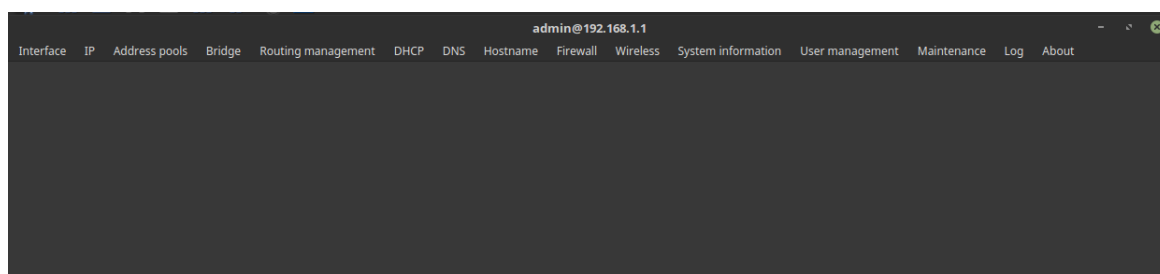 admin@192.168.1.1
Interface IP Address pools Bridge Routing management DHCP DNS Hostname Firewall Wireless System information User management Maintenance Log About